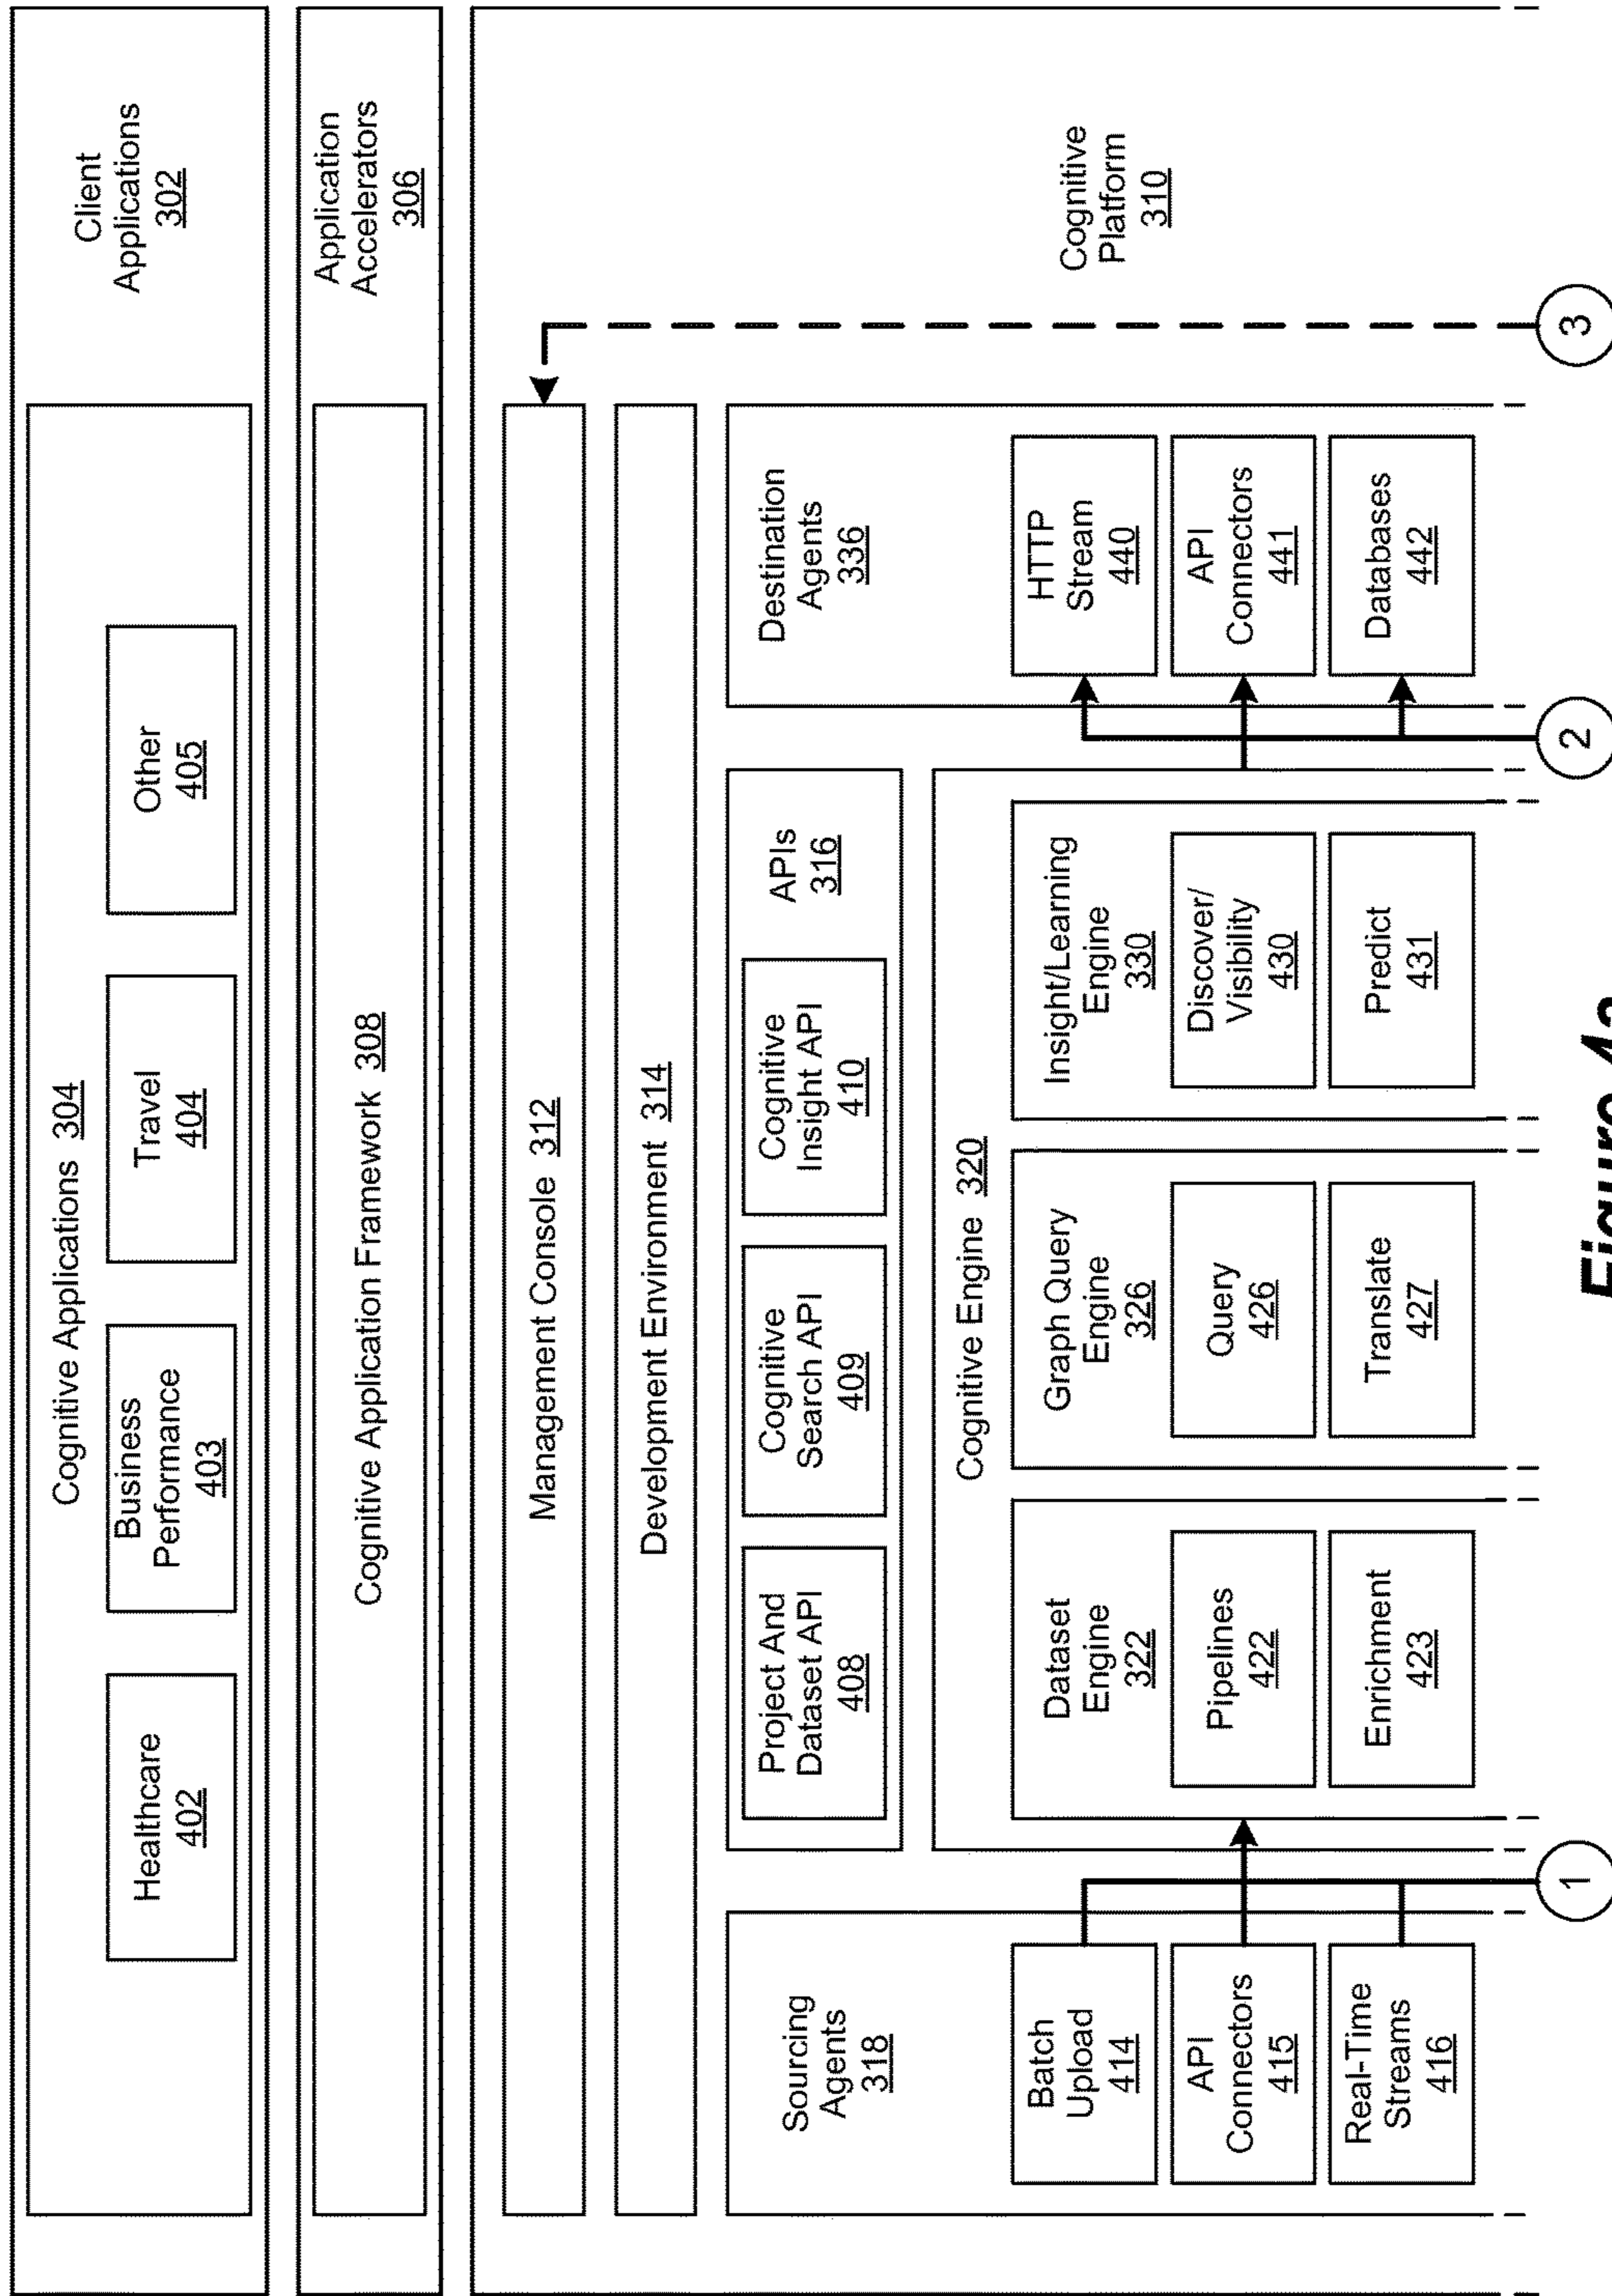 Client
Applications
302
Cognitive Applications 304
Healthcare
402
Business
Performance
403
Travel
404
Other
405
Application
Accelerators
306
Cognitive Application Framework 308
Cognitive
Platform
310
Management Console 312
Development Environment 314
Sourcing
Agents
318
Batch
Upload
414
API
Connectors
415
Real-Time
Streams
416
APIs
316
Project And
Dataset API
408
Cognitive
Search API
409
Cognitive
Insight API
410
Cognitive Engine 320
Dataset
Engine
322
Pipelines
422
Enrichment
423
Graph Query
Engine
326
Query
426
Translate
427
Insight/Learning
Engine
330
Discover/
Visibility
430
Predict
431
Destination
Agents
336
HTTP
Stream
440
API
Connectors
441
Databases
442
1
2
3
Figure 4a